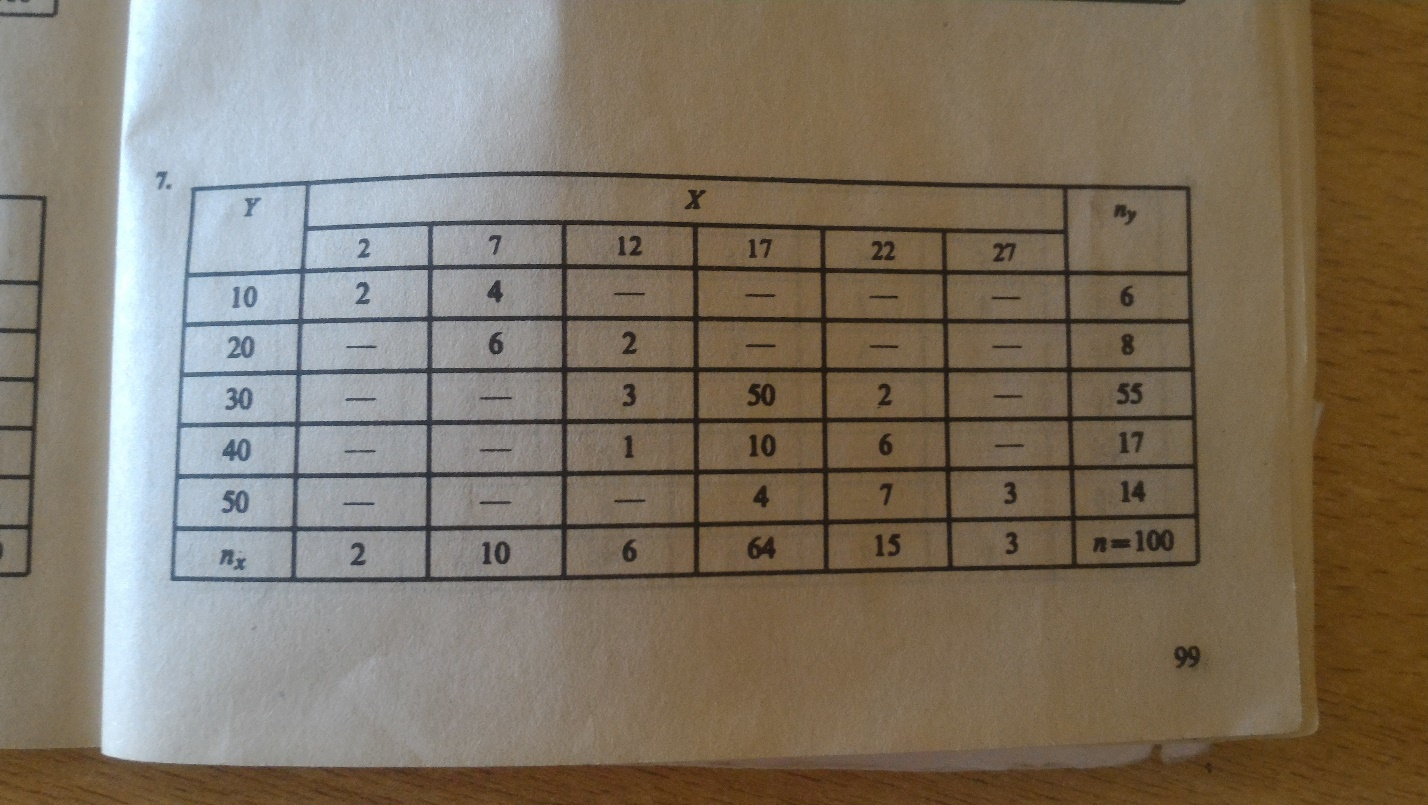 7.
Y X n_y
2 7 12 17 22 27
10 2 4 — — — — 6
20 — 6 2 — — — 8
30 — — 3 50 2 — 55
40 — — 1 10 6 — 17
50 — — — 4 7 3 14
n_x 2 10 6 64 15 3 n=100
99